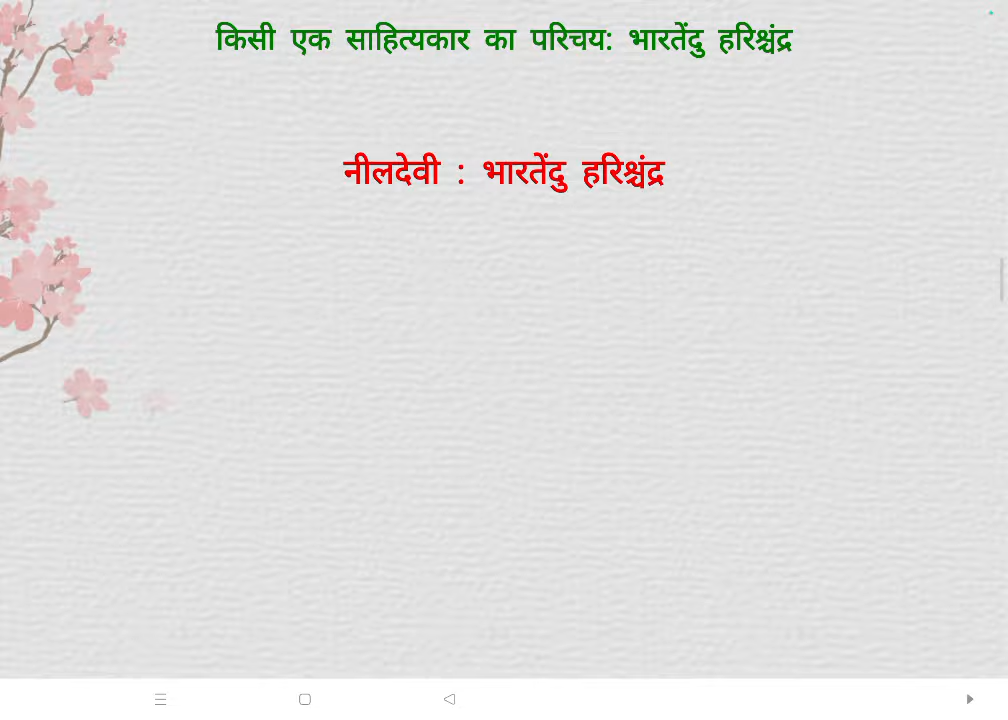 किसी एक साहित्यकार का परिचय: भारतेंदु हरिश्चंद्र
नीलदेवी : भारतेंदु हरिश्चंद्र